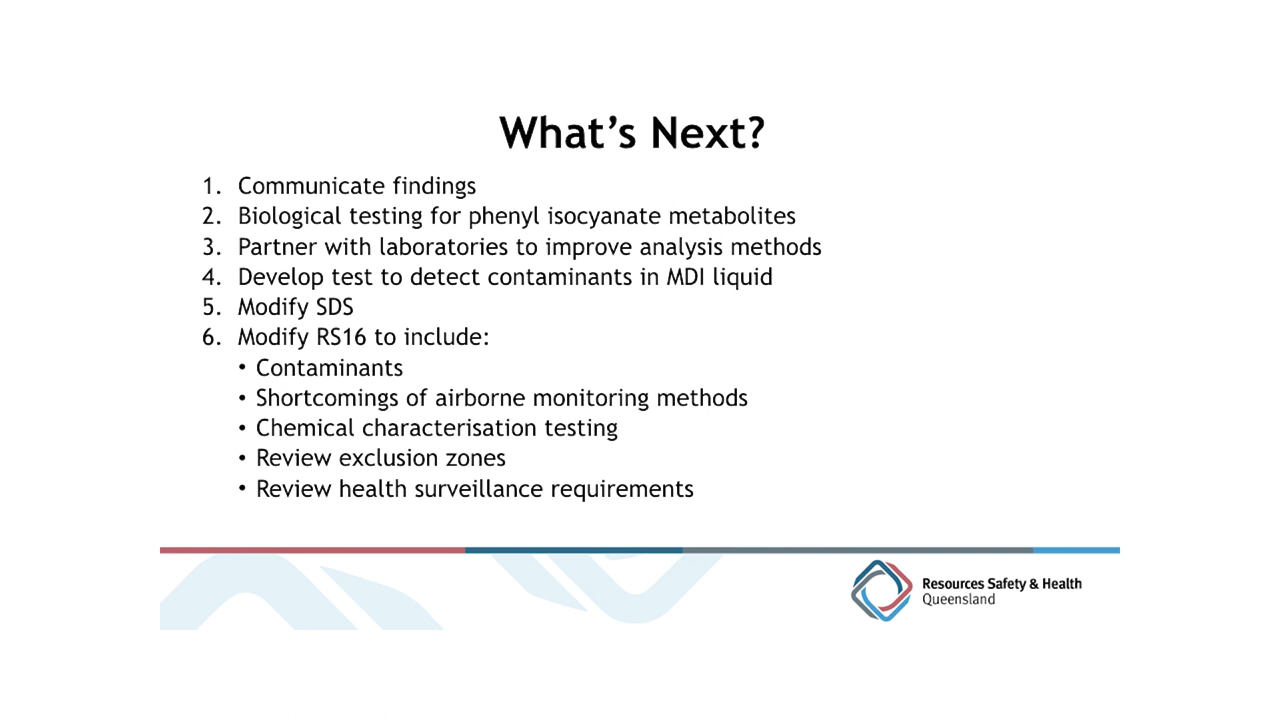 What's Next?
1. Communicate findings
2. Biological testing for phenyl isocyanate metabolites
3. Partner with laboratories to improve analysis methods
4. Develop test to detect contaminants in MDI liquid
5. Modify SDS
6. Modify RS16 to include:
• Contaminants
• Shortcomings of airborne monitoring methods
• Chemical characterisation testing
• Review exclusion zones
• Review health surveillance requirements
Resources Safety & Health
Queensland